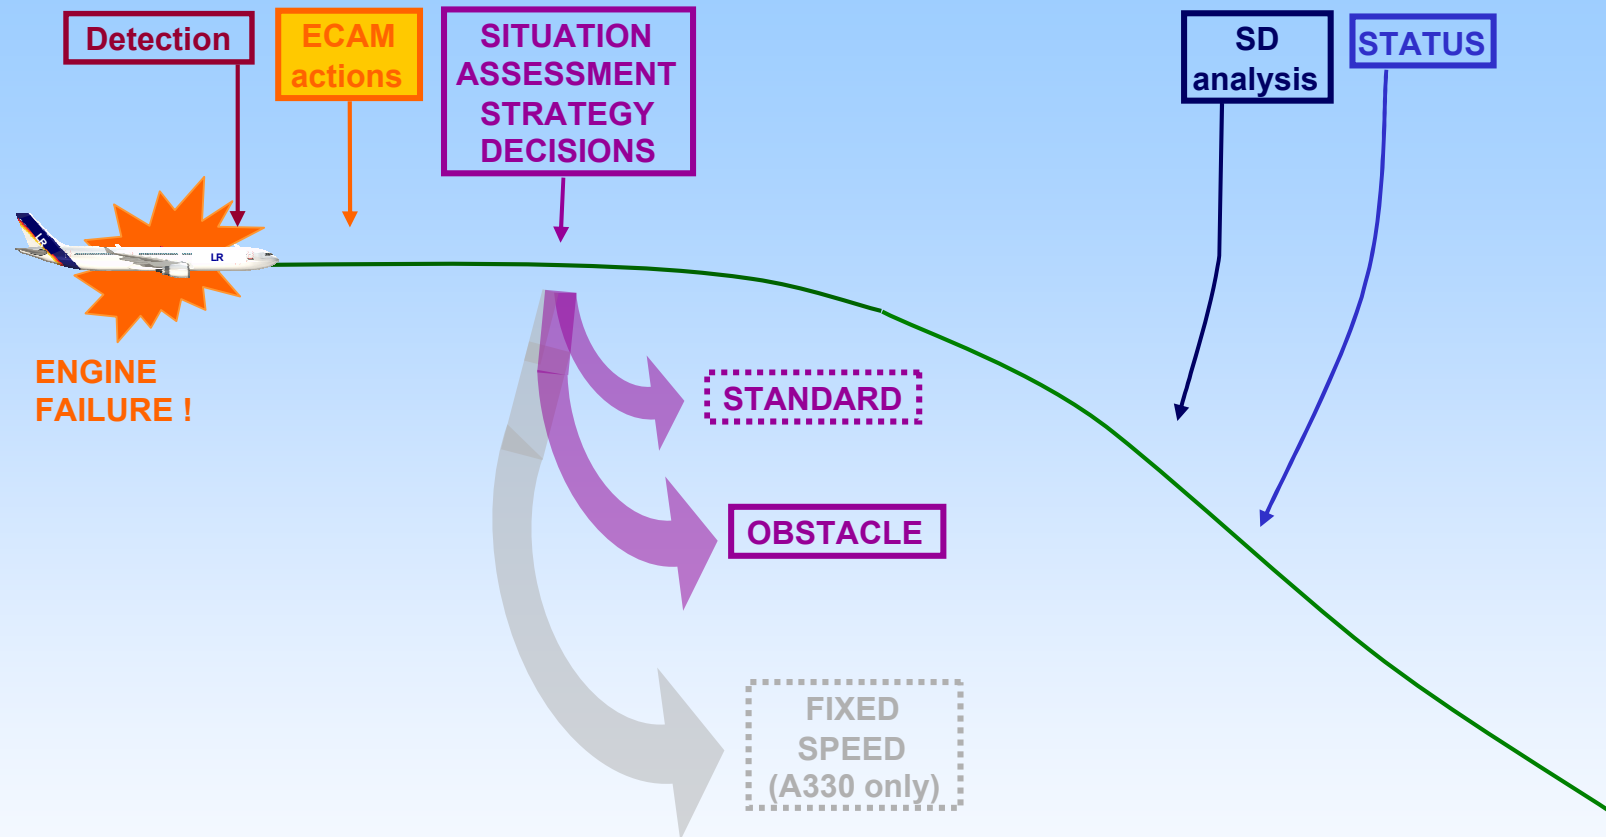 Detection
ECAM
actions
SITUATION
ASSESSMENT
STRATEGY
DECISIONS
SD
analysis
STATUS
LR
LR
ENGINE
FAILURE !
STANDARD
OBSTACLE
FIXED
SPEED
(A330 only)